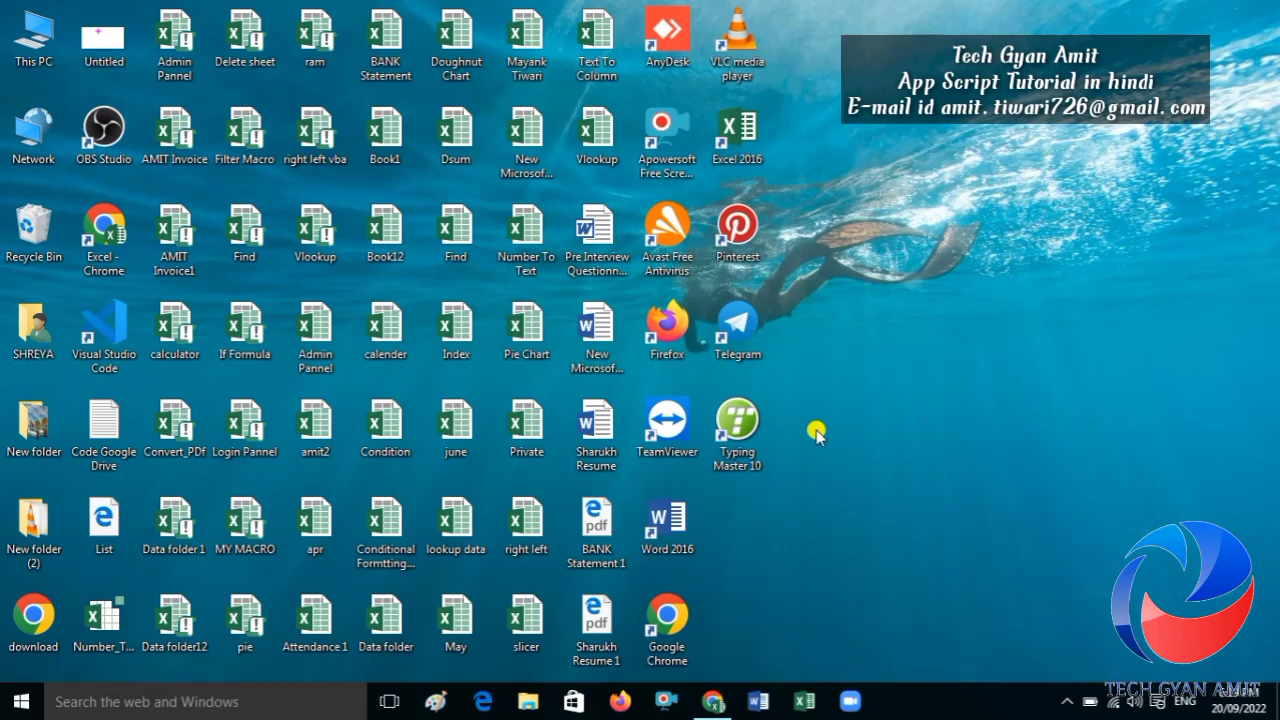 This PC
Untitled
Admin
Pannel
Delete sheet
ram
BANK
Statement
Doughnut
Chart
Mayank
Tiwari
Text To
Column
AnyDesk
VLC media
player
Tech Gyan Amit
App Script Tutorial in hindi
E-mail id amit.tiwari726@gmail.com
Network
OBS Studio
AMIT Invoice
Filter Macro
right left vba
Book1
Dsum
New
Microsof...
Vlookup
Apowersoft
Free Scre...
Excel 2016
Recycle Bin
Excel -
Chrome
AMIT
Invoice1
Find
Vlookup
Book12
Find
Number To
Text
Pre Interview
Questionn...
Avast Free
Antivirus
Pinterest
SHREYA
Visual Studio
Code
calculator
If Formula
Admin
Pannel
calender
Index
Pie Chart
New
Microsof...
Firefox
Telegram
New folder
Code Google
Drive
Convert_PDf
Login Pannel
amit2
Condition
june
Private
Sharukh
Resume
TeamViewer
Typing
Master 10
New folder
(2)
List
Data folder 1
MY MACRO
apr
Conditional
Formtting...
lookup data
right left
pdf
BANK
Statement 1
Word 2016
download
Number_T...
Data folder12
pie
Attendance 1
Data folder
May
slicer
pdf
Sharukh
Resume 1
Google
Chrome
TECH GYAN AMIT
Search the web and Windows
ENG
20/09/2022